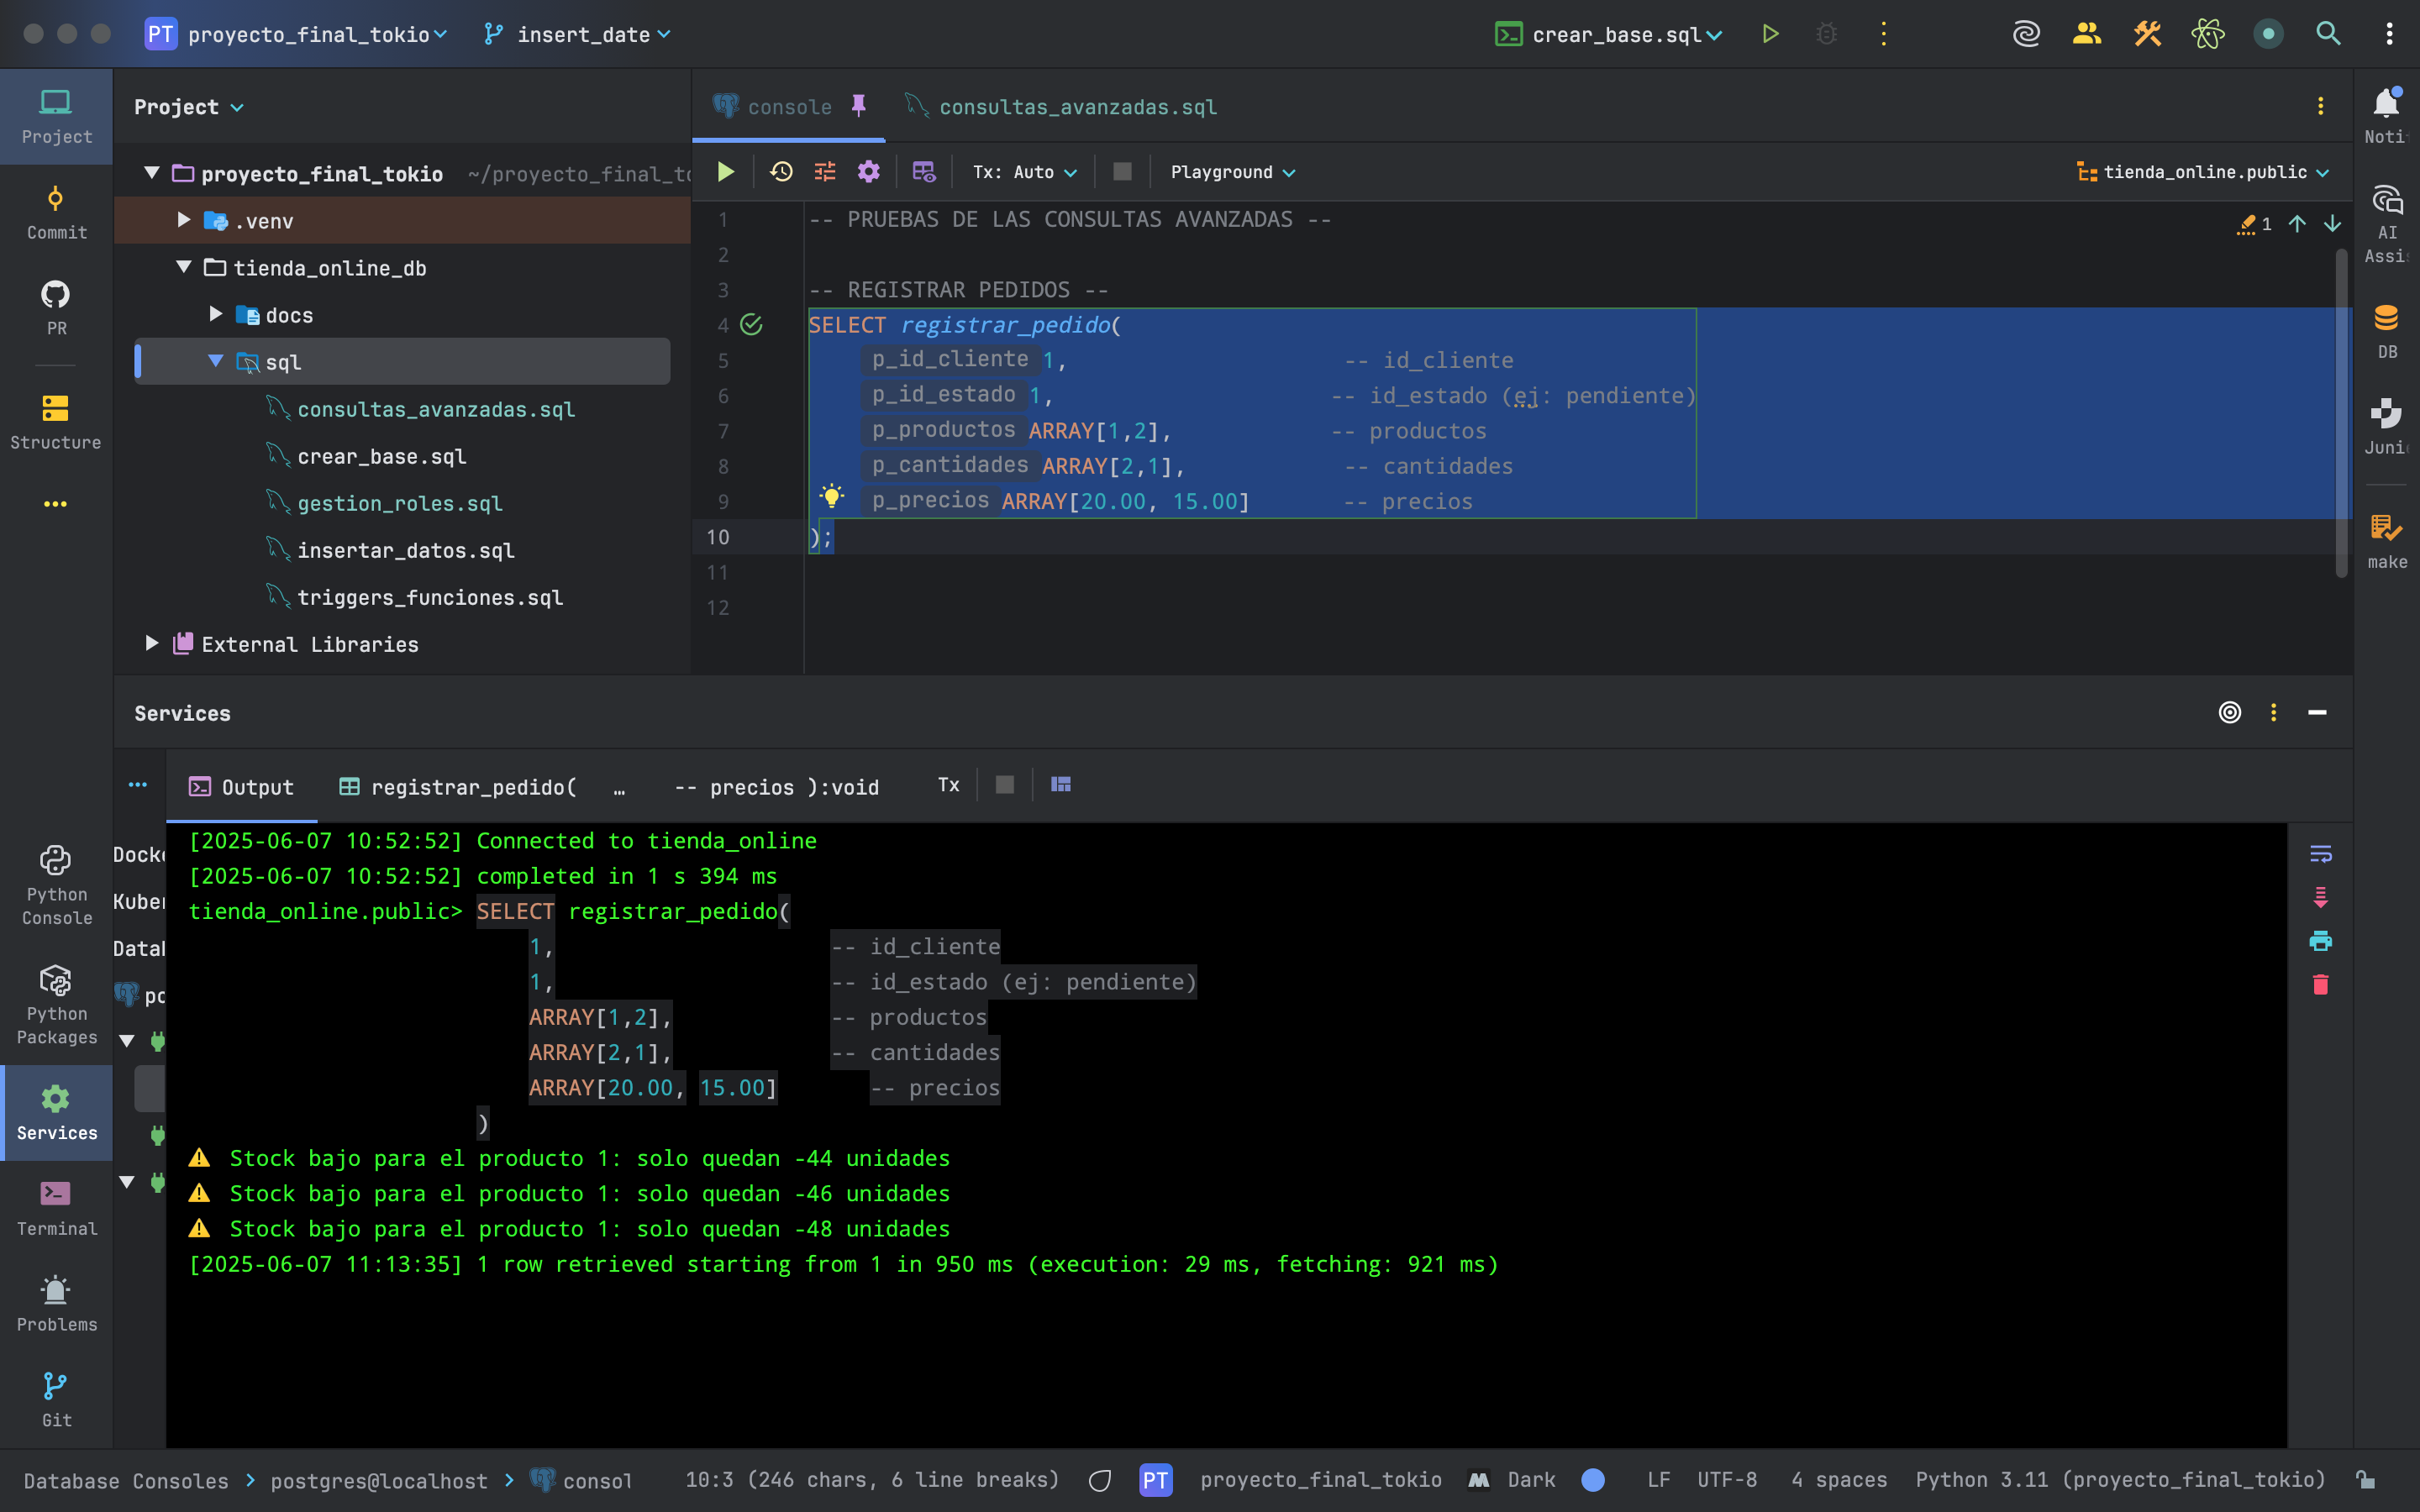 PT proyecto_final_tokio insert_date crear_base.sql
Project
Commit
PR
Structure
Project
proyecto_final_tokio ~/proyecto_final_to
.venv
tienda_online_db
docs
sql
consultas_avanzadas.sql
crear_base.sql
gestion_roles.sql
insertar_datos.sql
triggers_funciones.sql
External Libraries
console consultas_avanzadas.sql
Tx: Auto Playground tienda_online.public
1 -- PRUEBAS DE LAS CONSULTAS AVANZADAS -- 1
2
3 -- REGISTRAR PEDIDOS --
4 SELECT registrar_pedido(
5 p_id_cliente 1, -- id_cliente
6 p_id_estado 1, -- id_estado (ej: pendiente)
7 p_productos ARRAY[1,2], -- productos
8 p_cantidades ARRAY[2,1], -- cantidades
9 p_precios ARRAY[20.00, 15.00] -- precios
10 );
11
12
Noti
AI
Assi
DB
Juni
make
Services
Output registrar_pedido( … -- precios ):void Tx
Python
Console
Python
Packages
Services
Terminal
Problems
Git
Docke
Kuber
Datab
po
[2025-06-07 10:52:52] Connected to tienda_online
[2025-06-07 10:52:52] completed in 1 s 394 ms
tienda_online.public> SELECT registrar_pedido(
1, -- id_cliente
1, -- id_estado (ej: pendiente)
ARRAY[1,2], -- productos
ARRAY[2,1], -- cantidades
ARRAY[20.00, 15.00] -- precios
)
Stock bajo para el producto 1: solo quedan -44 unidades
Stock bajo para el producto 1: solo quedan -46 unidades
Stock bajo para el producto 1: solo quedan -48 unidades
[2025-06-07 11:13:35] 1 row retrieved starting from 1 in 950 ms (execution: 29 ms, fetching: 921 ms)
Database Consoles > postgres@localhost > consol 10:3 (246 chars, 6 line breaks) PT proyecto_final_tokio Dark LF UTF-8 4 spaces Python 3.11 (proyecto_final_tokio)